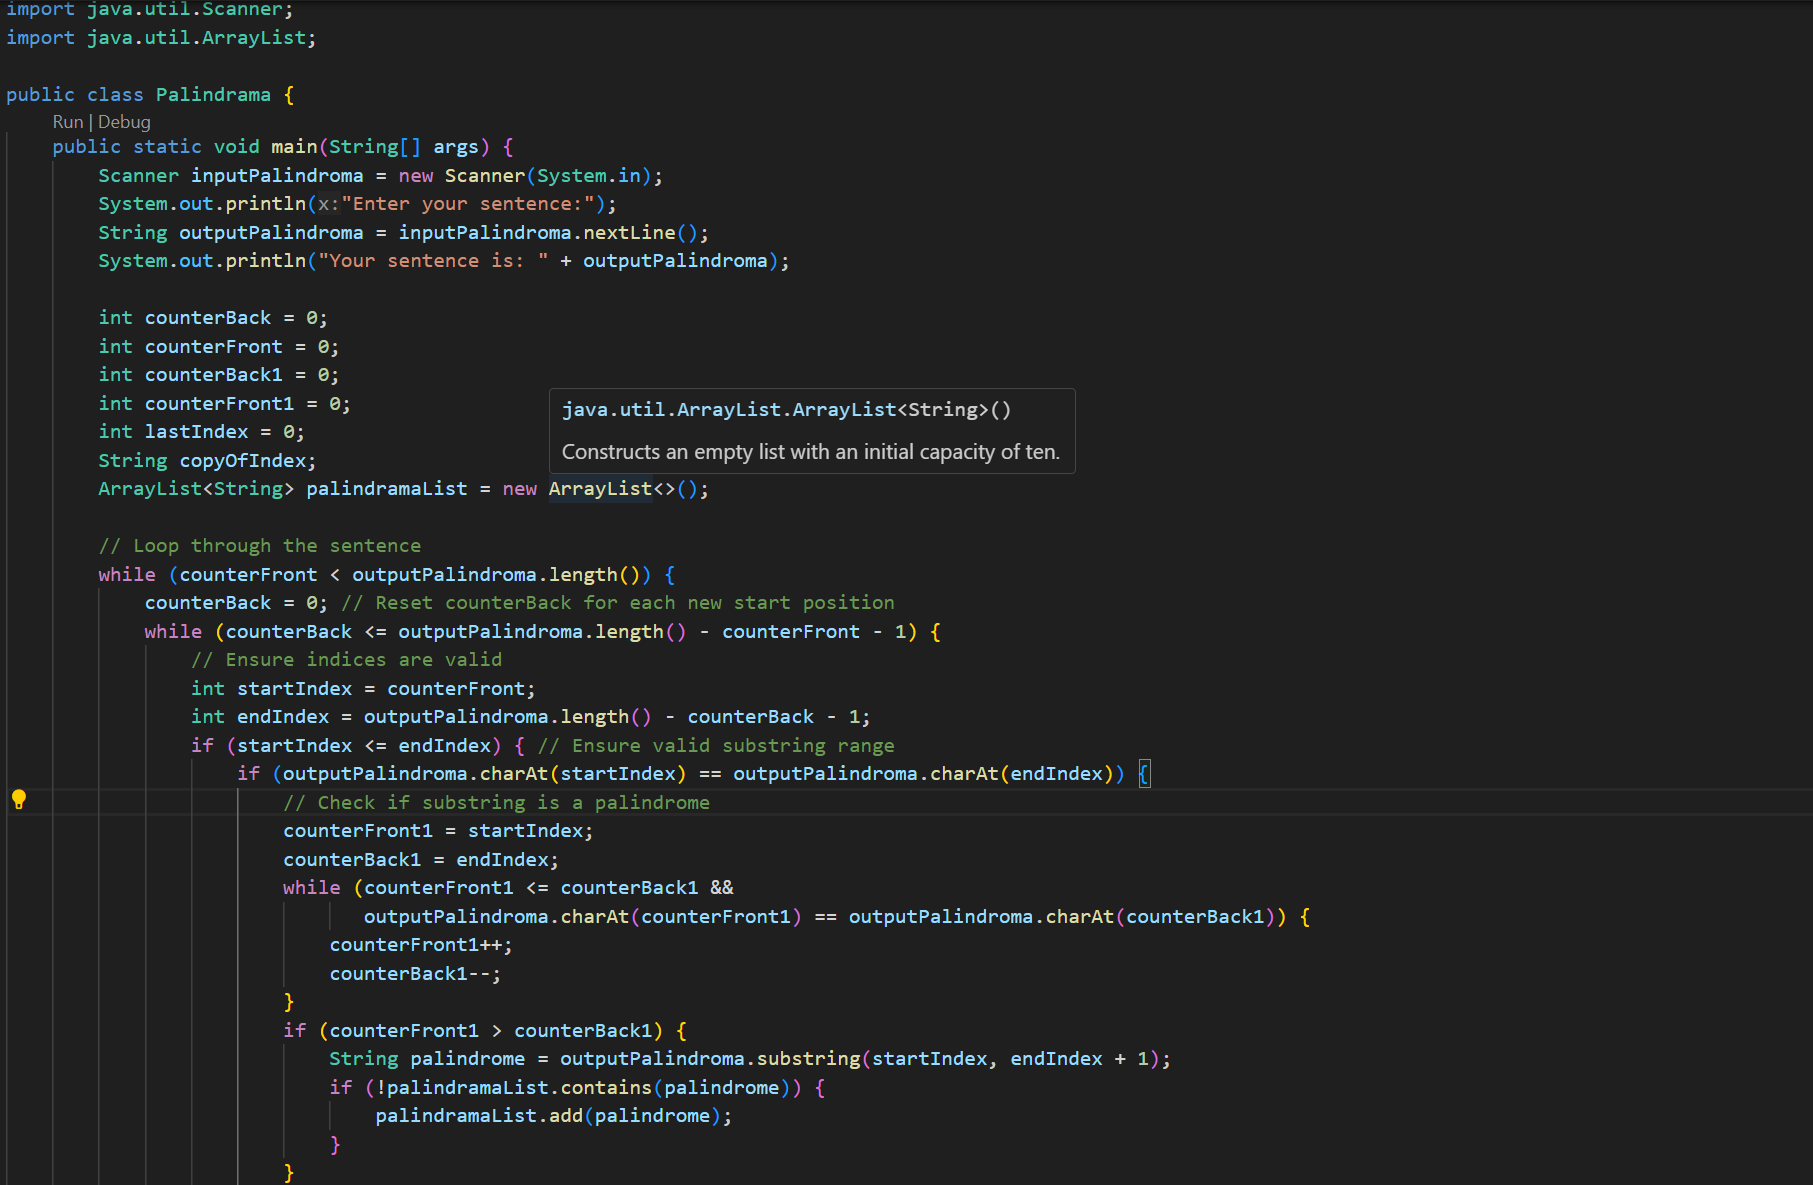 import java.util.Scanner;
import java.util.ArrayList;
public class Palindrama {
Run | Debug
public static void main(String[] args) {
Scanner inputPalindroma = new Scanner(System.in);
System.out.println(x:"Enter your sentence:");
String outputPalindroma = inputPalindroma.nextLine();
System.out.println("Your sentence is: " + outputPalindroma);
int counterBack = 0;
int counterFront = 0;
int counterBack1 = 0;
int counterFront1 = 0;
java.util.ArrayList.ArrayList<String>()
int lastIndex = 0;
Constructs an empty list with an initial capacity of ten.
String copyOfIndex;
ArrayList<String> palindramaList = new ArrayList<>();
// Loop through the sentence
while (counterFront < outputPalindroma.length()) {
counterBack = 0; // Reset counterBack for each new start position
while (counterBack <= outputPalindroma.length() - counterFront - 1) {
// Ensure indices are valid
int startIndex = counterFront;
int endIndex = outputPalindroma.length() - counterBack - 1;
if (startIndex <= endIndex) { // Ensure valid substring range
if (outputPalindroma.charAt(startIndex) == outputPalindroma.charAt(endIndex)) {
// Check if substring is a palindrome
counterFront1 = startIndex;
counterBack1 = endIndex;
while (counterFront1 <= counterBack1 &&
outputPalindroma.charAt(counterFront1) == outputPalindroma.charAt(counterBack1)) {
counterFront1++;
counterBack1--;
}
if (counterFront1 > counterBack1) {
String palindrome = outputPalindroma.substring(startIndex, endIndex + 1);
if (!palindramaList.contains(palindrome)) {
palindramaList.add(palindrome);
}
}